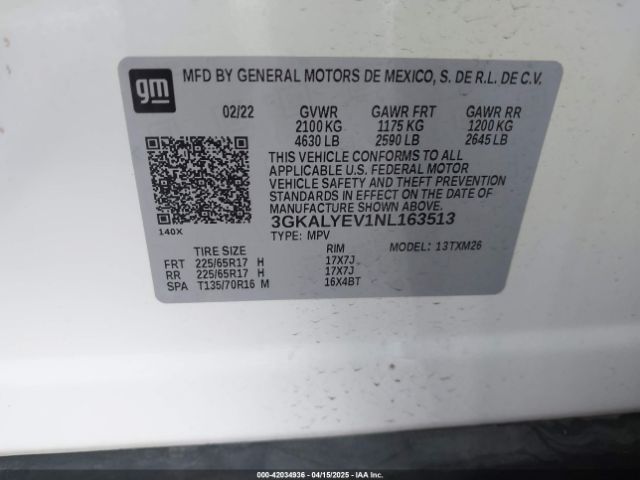 gm
MFD BY GENERAL MOTORS DE MEXICO, S. DE R.L. DE C.V.
02/22 GVWR GAWR FRT GAWR RR
2100 KG 1175 KG 1200 KG
4630 LB 2590 LB 2645 LB
THIS VEHICLE CONFORMS TO ALL
APPLICABLE U.S. FEDERAL MOTOR
VEHICLE SAFETY AND THEFT PREVENTION
STANDARDS IN EFFECT ON THE DATE OF
MANUFACTURE SHOWN ABOVE.
3GKALYEV1NL163513
140X
TYPE: MPV
TIRE SIZE RIM MODEL: 13TXM26
FRT 225/65R17 H 17X7J
RR 225/65R17 H 17X7J
SPA T135/70R16 M 16X4BT
000-42034936 - 04/15/2025 - IAA Inc.